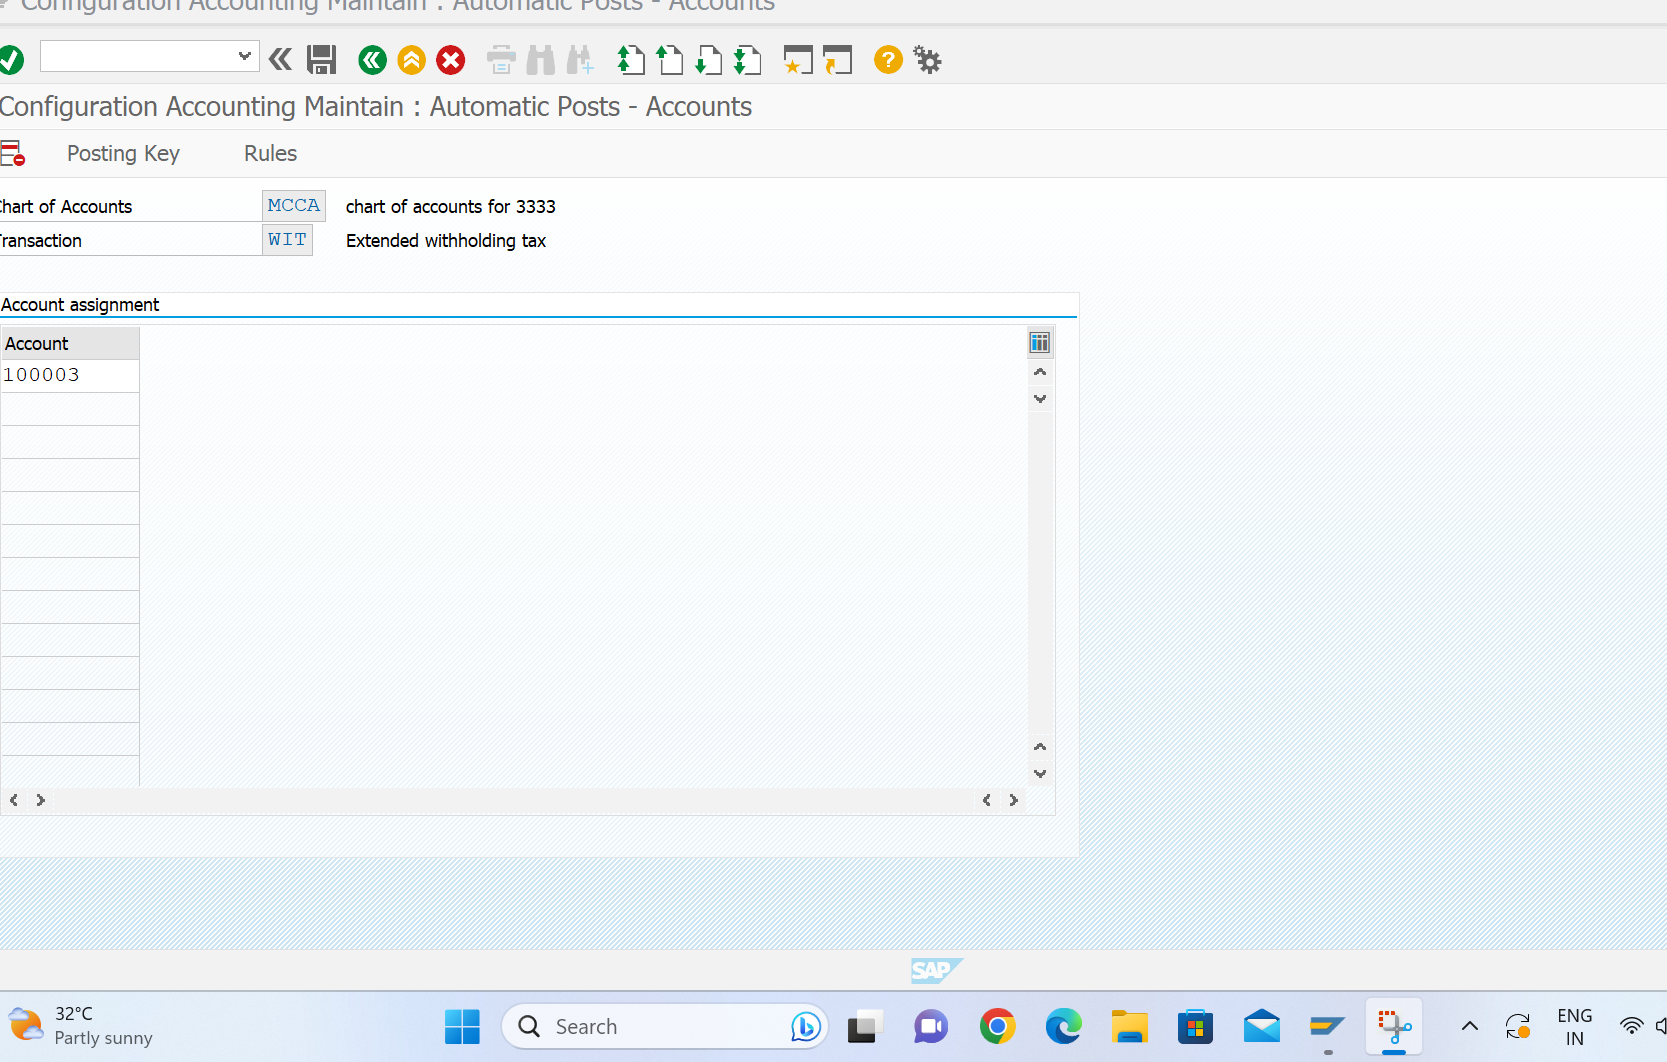 Configuration Accounting Maintain : Automatic Posts - Accounts
Configuration Accounting Maintain : Automatic Posts - Accounts
Posting Key Rules
hart of Accounts MCCA chart of accounts for 3333
ransaction WIT Extended withholding tax
Account assignment
Account
100003
SAP
32°C
Partly sunny
Search
ENG
IN